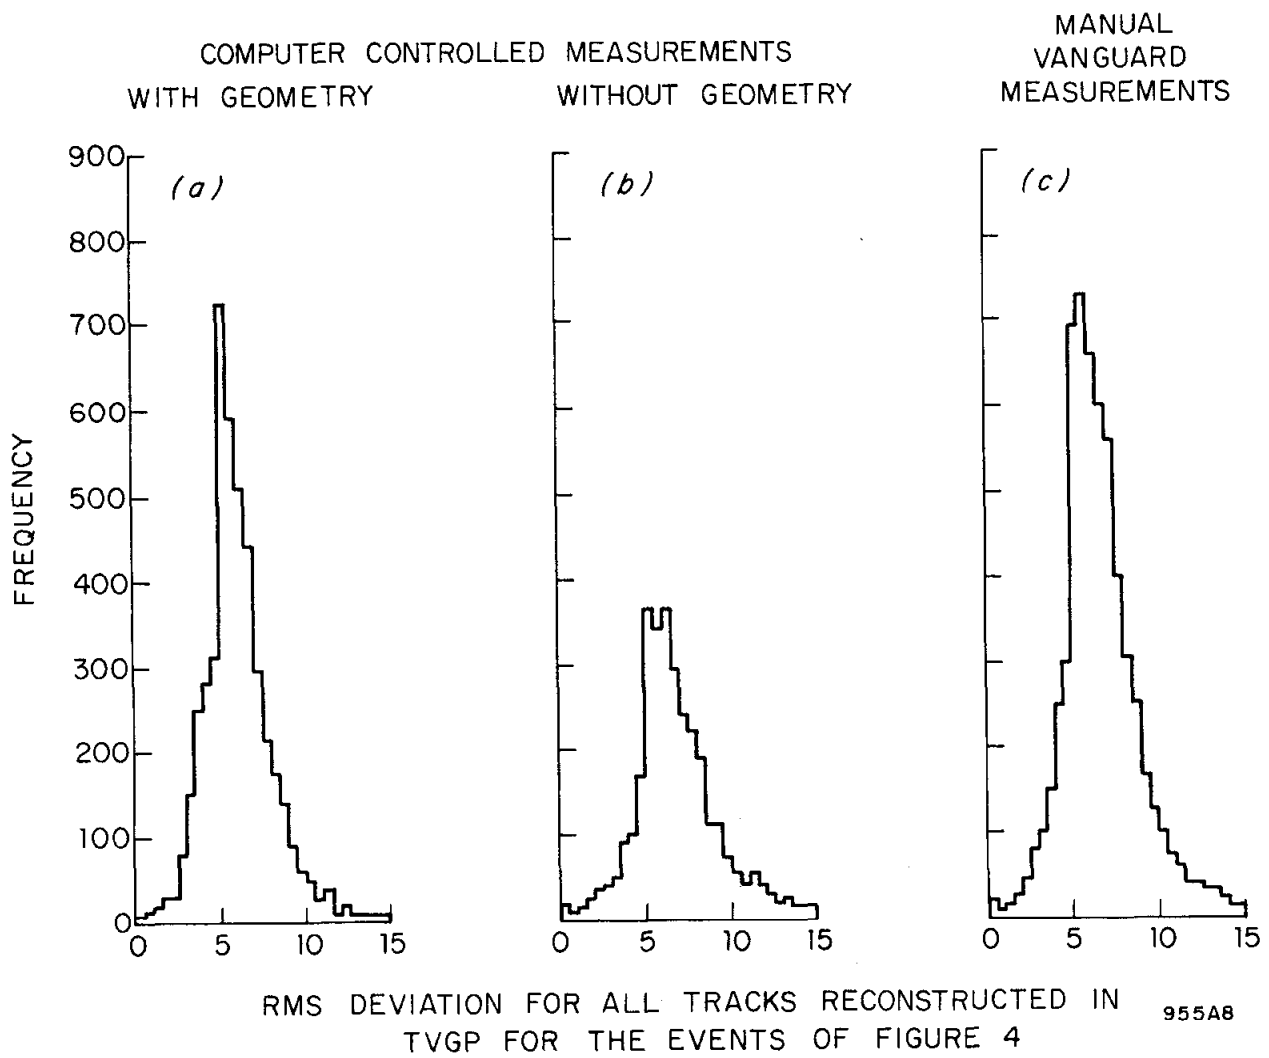 COMPUTER CONTROLLED MEASUREMENTS
WITH GEOMETRY
WITHOUT GEOMETRY
MANUAL
VANGUARD
MEASUREMENTS
(a)
(b)
(c)
FREQUENCY
900
800
700
600
500
400
300
200
100
0
0 5 10 15
0 5 10 15
0 5 10 15
RMS DEVIATION FOR ALL TRACKS RECONSTRUCTED IN
TVGP FOR THE EVENTS OF FIGURE 4
955A8